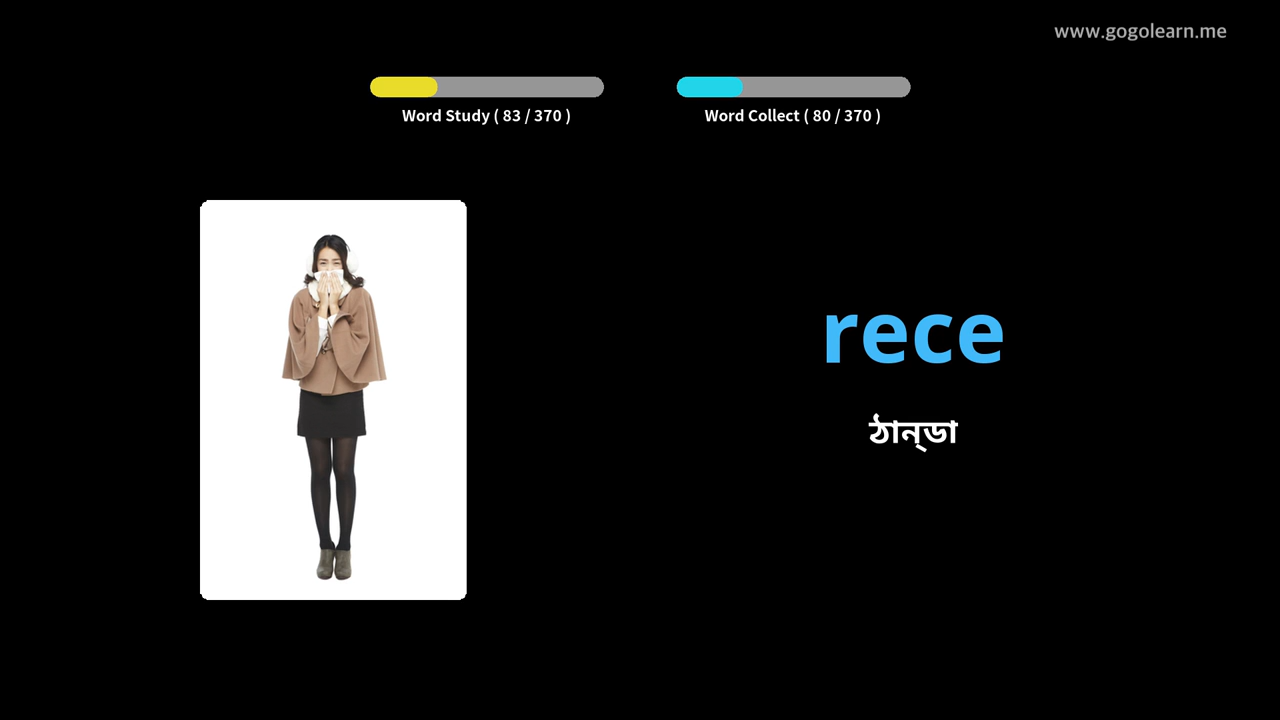 www.gogolearn.me
Word Study ( 83 / 370 )
Word Collect ( 80 / 370 )
rece
ঠান্‌ডা